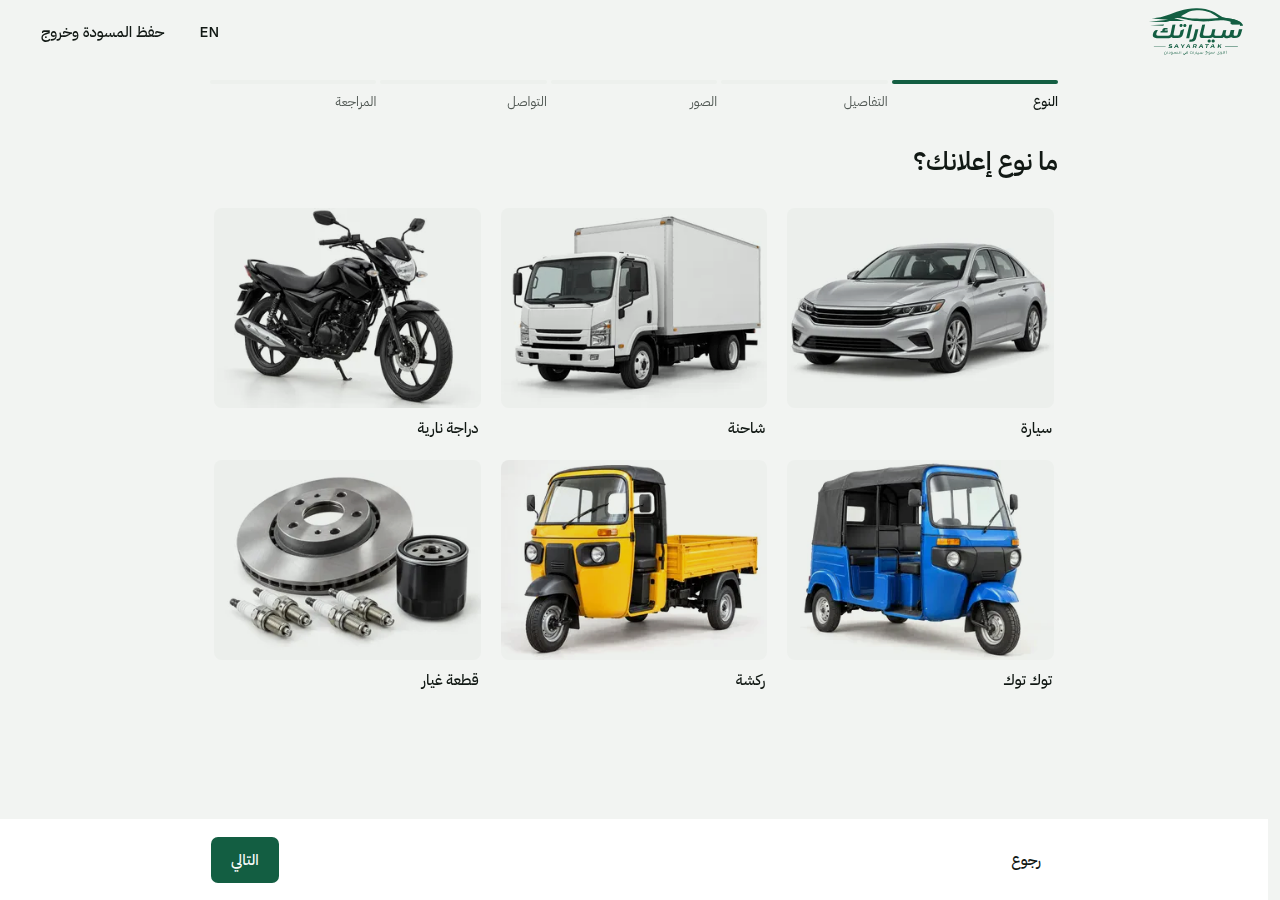 سياراتك
SAYARATAK
EN
حفظ المسودة وخروج
النوع
التفاصيل
الصور
التواصل
المراجعة
ما نوع إعلانك؟
سيارة
شاحنة
دراجة نارية
توك توك
ركشة
قطعة غيار
رجوع
التالي